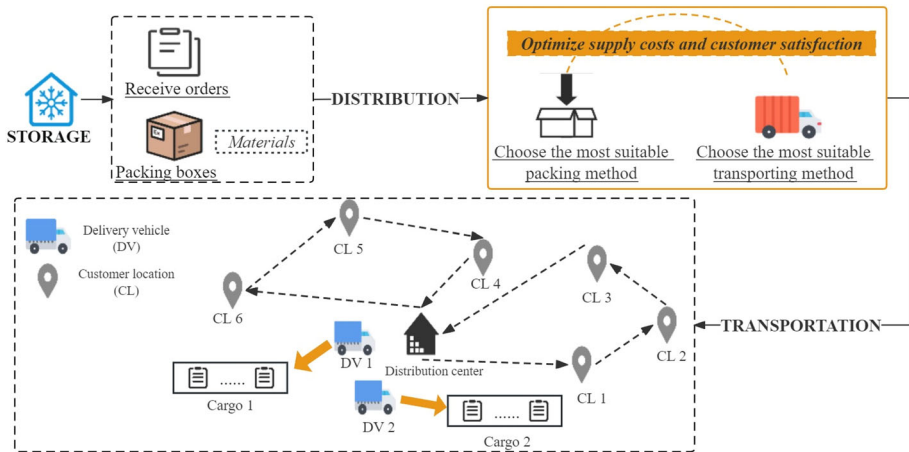 STORAGE
Receive orders
Packing boxes
Materials
DISTRIBUTION
Optimize supply costs and customer satisfaction
Choose the most suitable
packing method
Choose the most suitable
transporting method
TRANSPORTATION
Delivery vehicle
(DV)
Customer location
(CL)
CL 5
CL 4
CL 6
CL 3
CL 2
CL 1
DV 1
Distribution center
......
Cargo 1
DV 2
......
Cargo 2